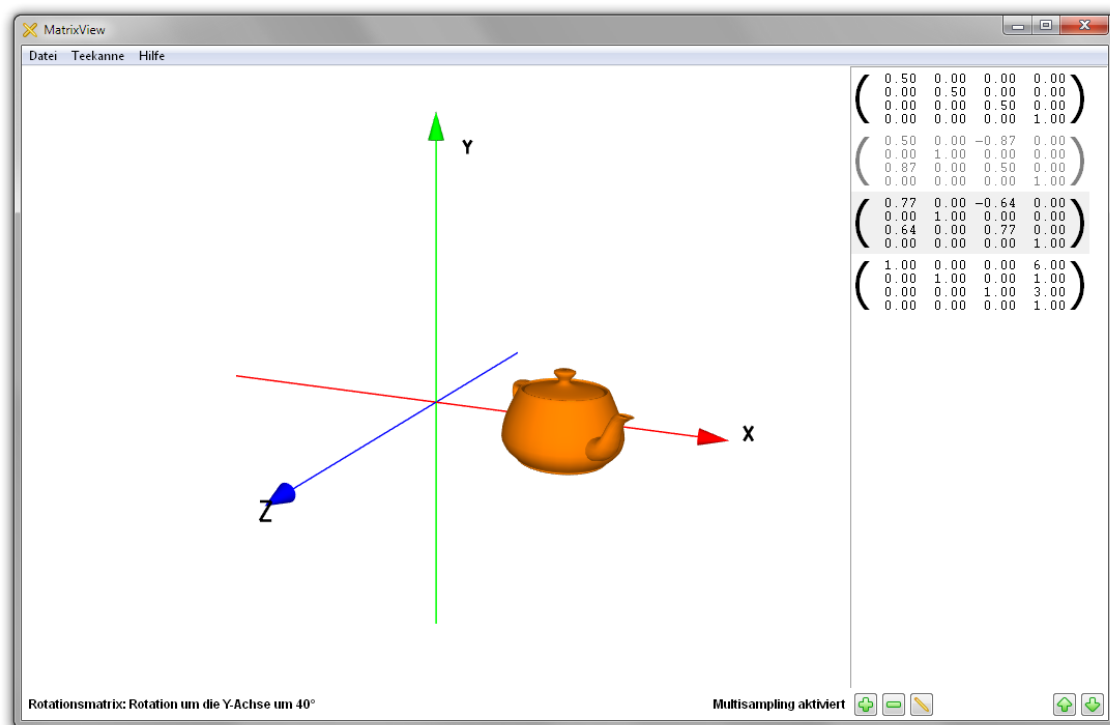 MatrixView
Datei Teekanne Hilfe
Y
X
Z
0.50 0.00 0.00 0.00
0.00 0.50 0.00 0.00
0.00 0.00 0.50 0.00
0.00 0.00 0.00 1.00
0.50 0.00 −0.87 0.00
0.00 1.00 0.00 0.00
0.87 0.00 0.50 0.00
0.00 0.00 0.00 1.00
0.77 0.00 −0.64 0.00
0.00 1.00 0.00 0.00
0.64 0.00 0.77 0.00
0.00 0.00 0.00 1.00
1.00 0.00 0.00 6.00
0.00 1.00 0.00 1.00
0.00 0.00 1.00 3.00
0.00 0.00 0.00 1.00
Rotationsmatrix: Rotation um die Y-Achse um 40° Multisampling aktiviert